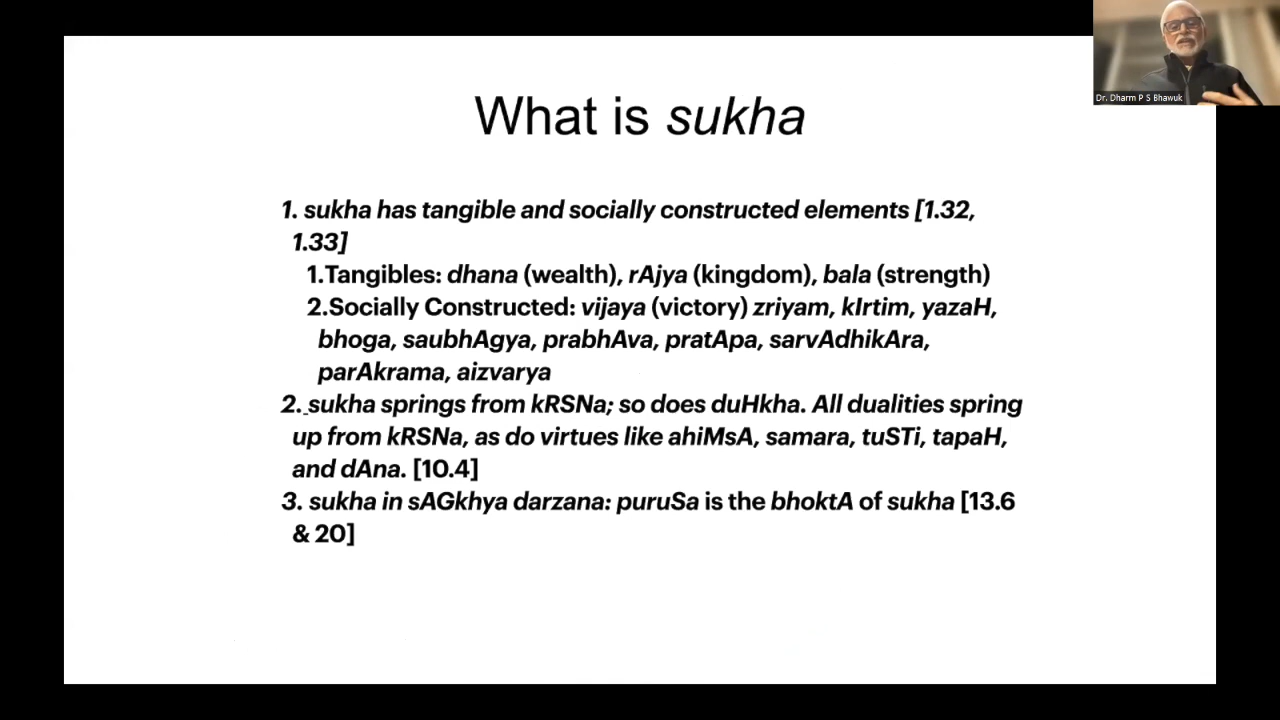 Dr. Dharm P S Bhawuk
What is sukha
1. sukha has tangible and socially constructed elements [1.32,
1.33]
1.Tangibles: dhana (wealth), rAjya (kingdom), bala (strength)
2.Socially Constructed: vijaya (victory) zriyam, kIrtim, yazaH,
bhoga, saubhAgya, prabhAva, pratApa, sarvAdhikAra,
parAkrama, aizvarya
2. sukha springs from kRSNa; so does duHkha. All dualities spring
up from kRSNa, as do virtues like ahiMsA, samara, tuSTi, tapaH,
and dAna. [10.4]
3. sukha in sAGkhya darzana: puruSa is the bhoktA of sukha [13.6
& 20]